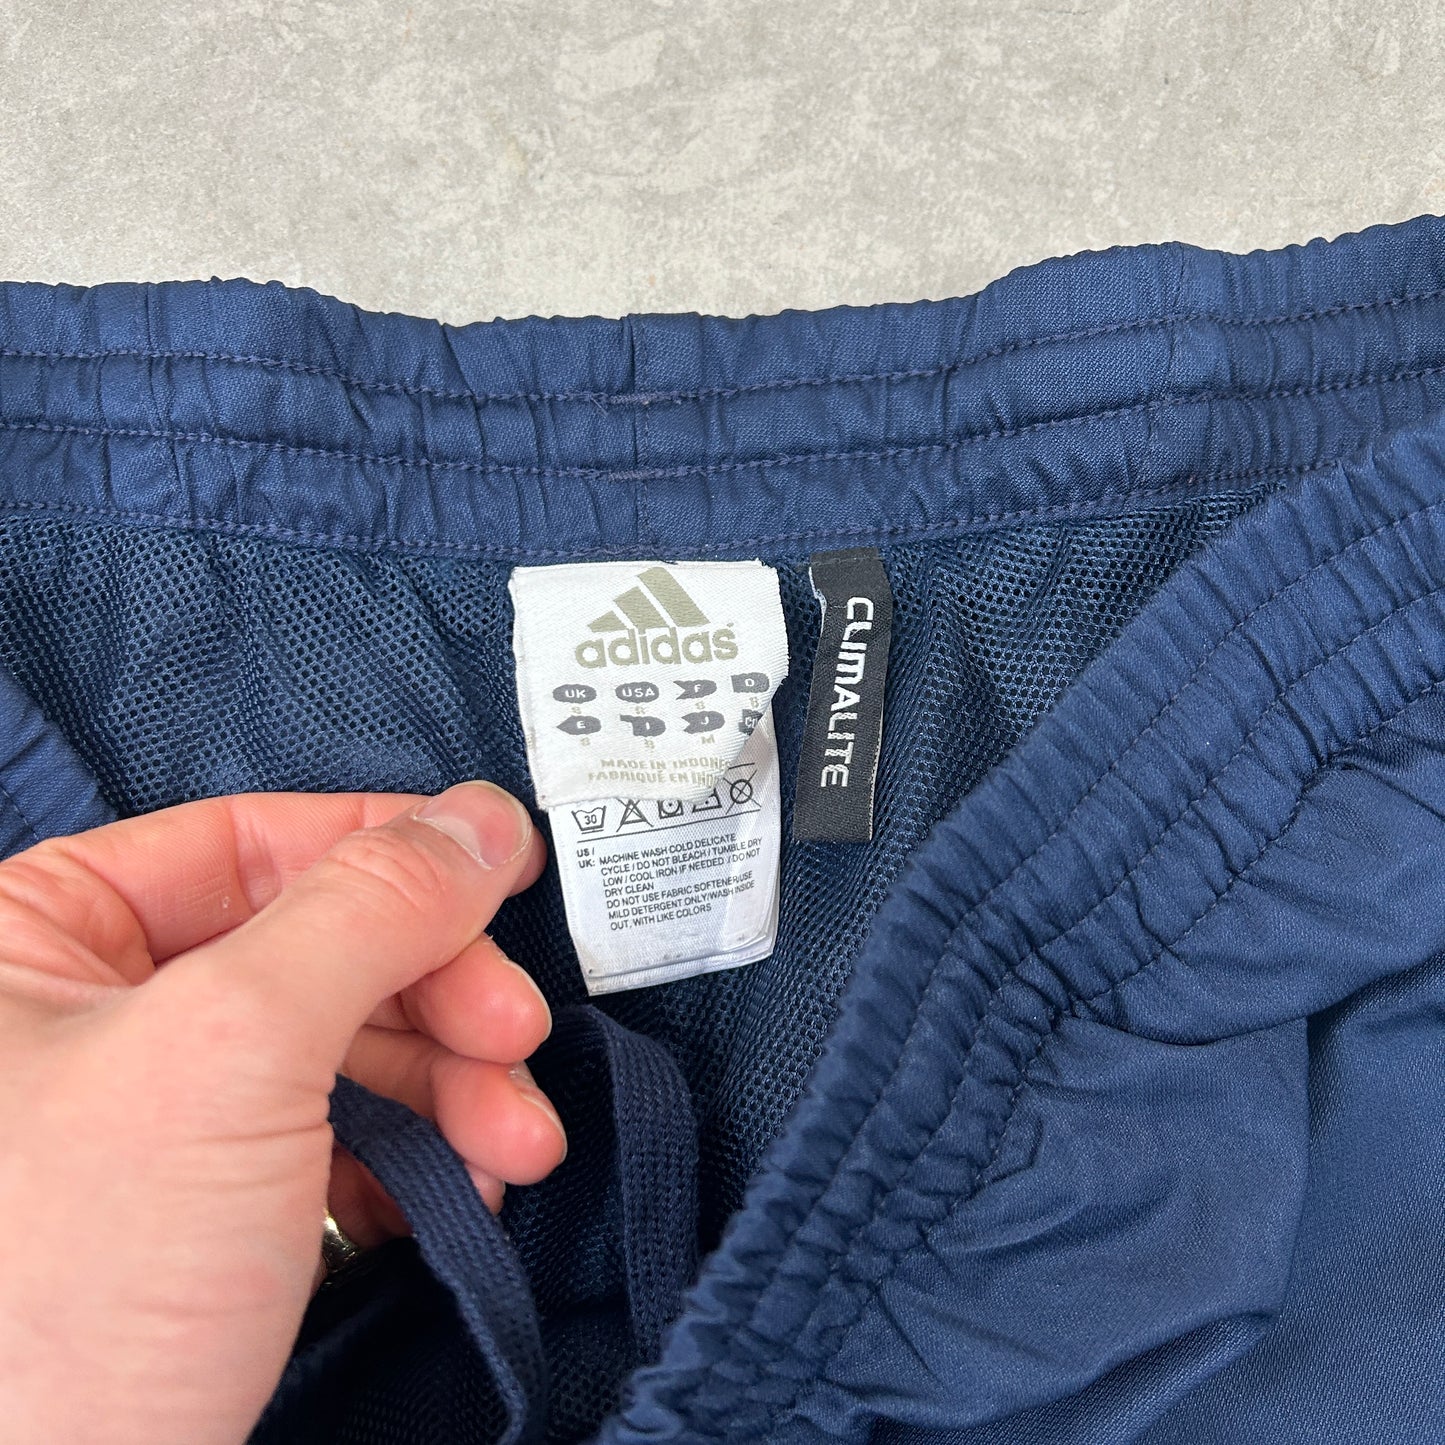 adidas
UK USA F D
S S S
E I J
S S M
MADE IN INDONE
FABRIQUÉ EN
CLIMALITE
30
US /
UK: MACHINE WASH COLD DELICATE
CYCLE / DO NOT BLEACH / TUMBLE DRY
LOW / COOL IRON IF NEEDED / DO NOT
DRY CLEAN
DO NOT USE FABRIC SOFTENER/USE
MILD DETERGENT ONLY/WASH INSIDE
OUT, WITH LIKE COLORS